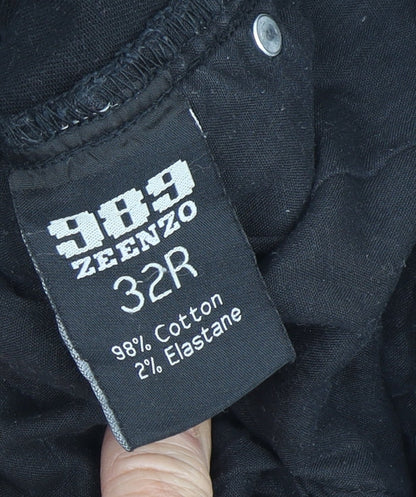 989
ZEENZO
32R
98% Cotton
2% Elastane